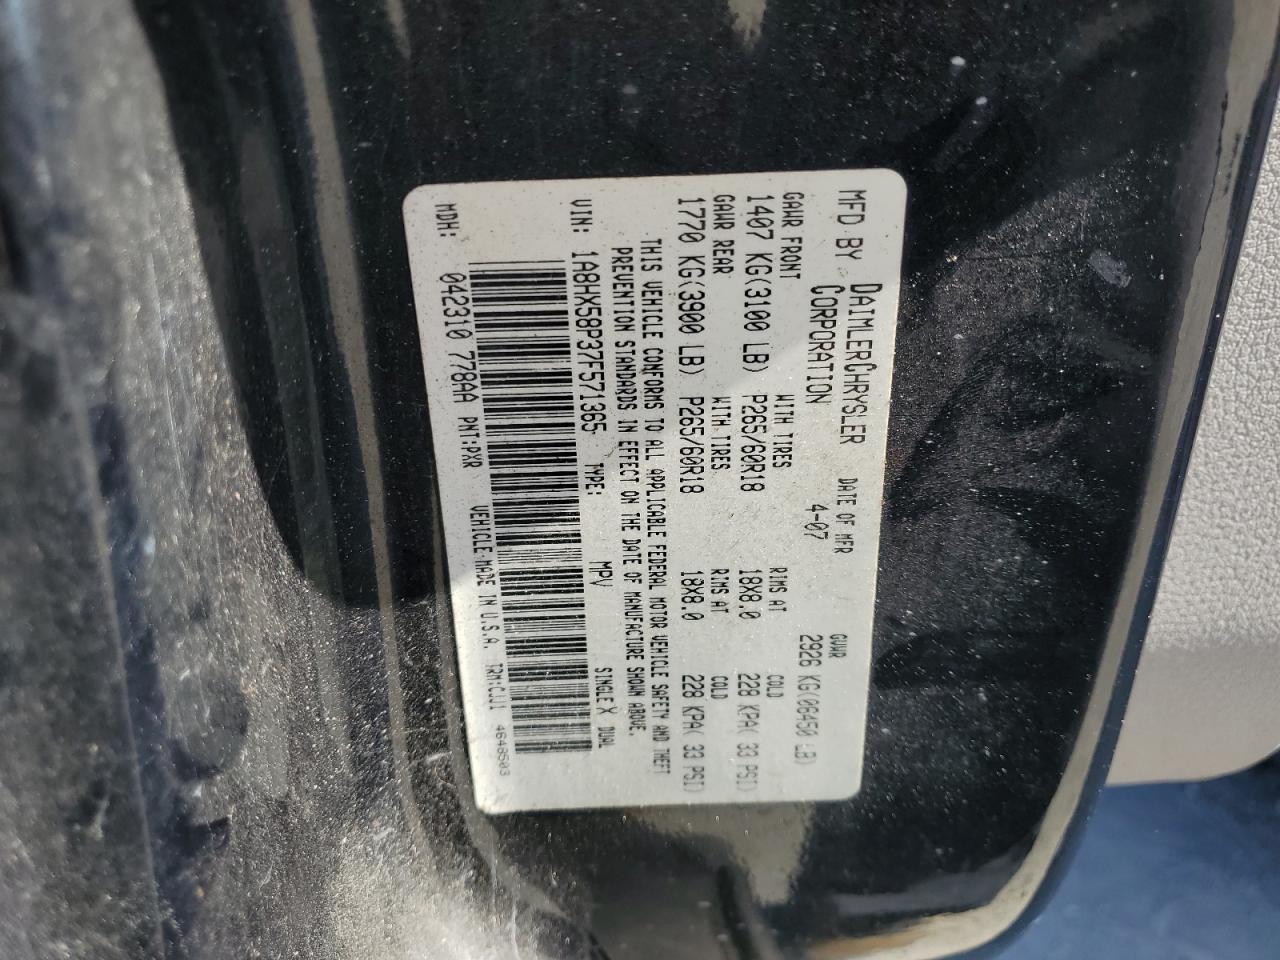 MFD BY DAIMLERCHRYSLER CORPORATION
DATE OF MFR 4-07
GVWR 2926 KG(06450 LB)
GAWR FRONT WITH TIRES RIMS AT COLD
1407 KG(3100 LB) P265/60R18 18X8.0 228 KPA( 33 PSI)
GAWR REAR WITH TIRES RIMS AT COLD
1770 KG(3900 LB) P265/60R18 18X8.0 228 KPA( 33 PSI)
THIS VEHICLE CONFORMS TO ALL APPLICABLE FEDERAL MOTOR VEHICLE SAFETY AND THEFT
PREVENTION STANDARDS IN EFFECT ON THE DATE OF MANUFACTURE SHOWN ABOVE.
VIN: 1A8HX58P37F571365 TYPE: MPV SINGLE X DUAL
MDH: 042310 778AA PNT:PXR VEHICLE MADE IN U.S.A. TRM:CJJ1 4648503